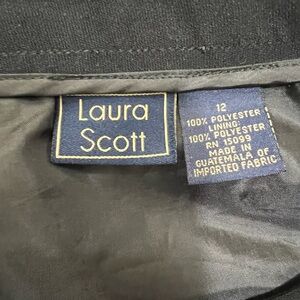 Laura
Scott
12
100% POLYESTER
LINING:
100% POLYESTER
RN 15099
MADE IN
GUATEMALA OF
IMPORTED FABRIC